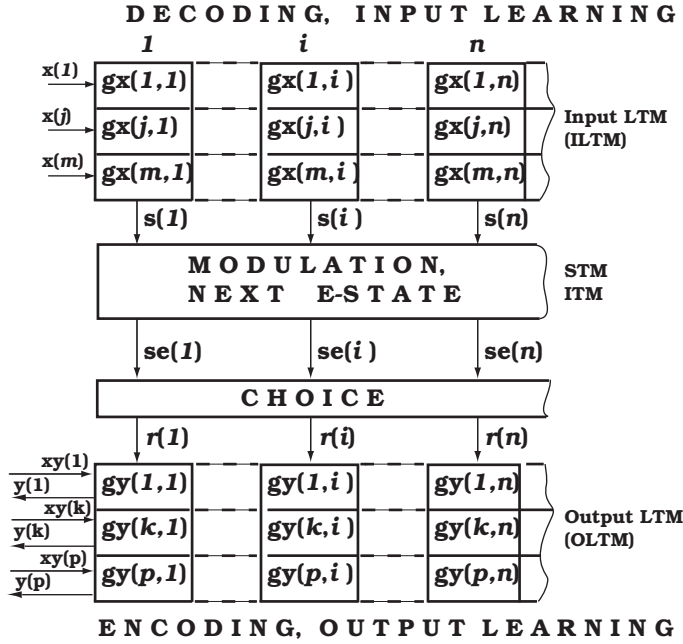 DECODING, INPUT LEARNING
1 i n
x(1) gx(1,1) gx(1,i) gx(1,n)
x(j) gx(j,1) gx(j,i) gx(j,n)
x(m) gx(m,1) gx(m,i) gx(m,n)
Input LTM
(ILTM)
s(1) s(i) s(n)
MODULATION,
NEXT E-STATE
STM
ITM
se(1) se(i) se(n)
CHOICE
r(1) r(i) r(n)
xy(1)
y(1) gy(1,1) gy(1,i) gy(1,n)
xy(k)
y(k) gy(k,1) gy(k,i) gy(k,n)
xy(p)
y(p) gy(p,1) gy(p,i) gy(p,n)
Output LTM
(OLTM)
ENCODING, OUTPUT LEARNING